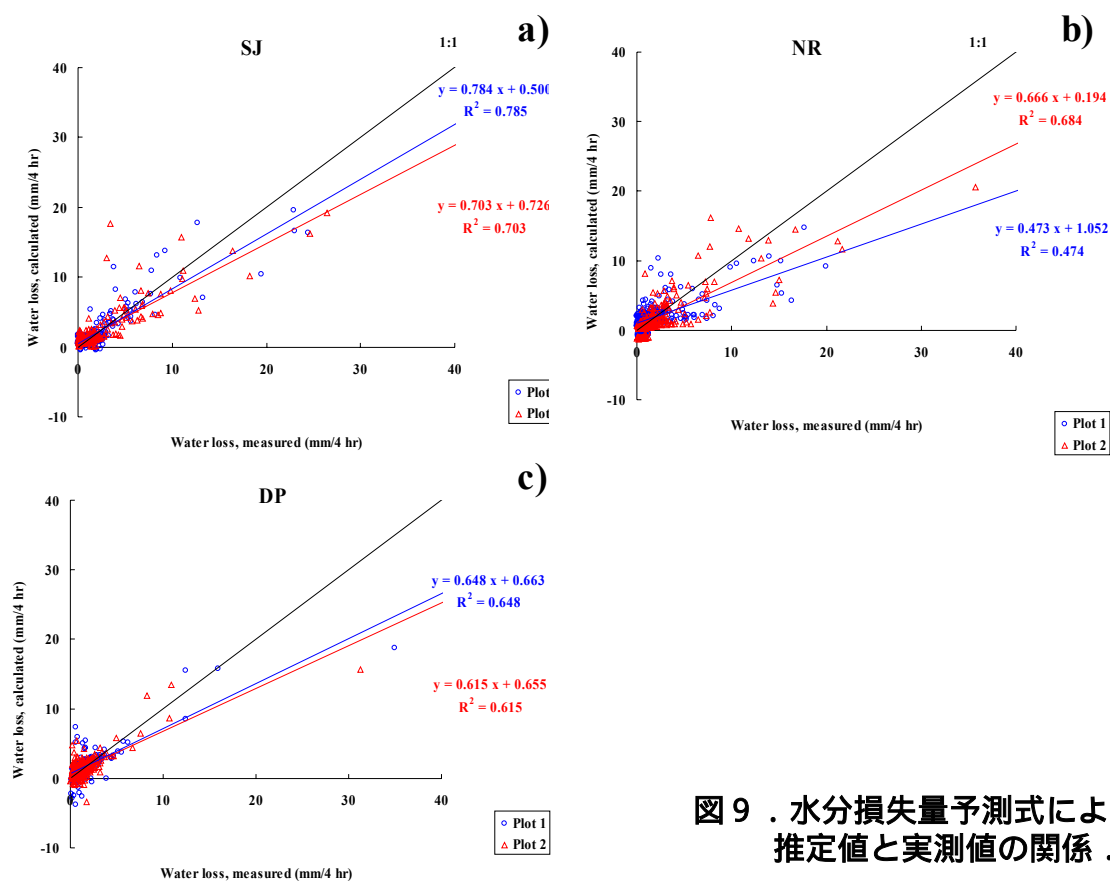 a)
SJ
1:1
40
30
20
10
0
-10
0
10
20
30
40
Water loss, calculated (mm/4 hr)
Water loss, measured (mm/4 hr)
y = 0.784 x + 0.500
R² = 0.785
y = 0.703 x + 0.726
R² = 0.703
Plot
Plot
b)
NR
1:1
40
30
20
10
0
-10
0
10
20
30
40
Water loss, calculated (mm/4 hr)
Water loss, measured (mm/4 hr)
y = 0.666 x + 0.194
R² = 0.684
y = 0.473 x + 1.052
R² = 0.474
Plot 1
Plot 2
c)
DP
40
30
20
10
0
-10
0
10
20
30
40
Water loss, calculated (mm/4 hr)
Water loss, measured (mm/4 hr)
y = 0.648 x + 0.663
R² = 0.648
y = 0.615 x + 0.655
R² = 0.615
Plot 1
Plot 2
図９．水分損失量予測式によ
推定値と実測値の関係．